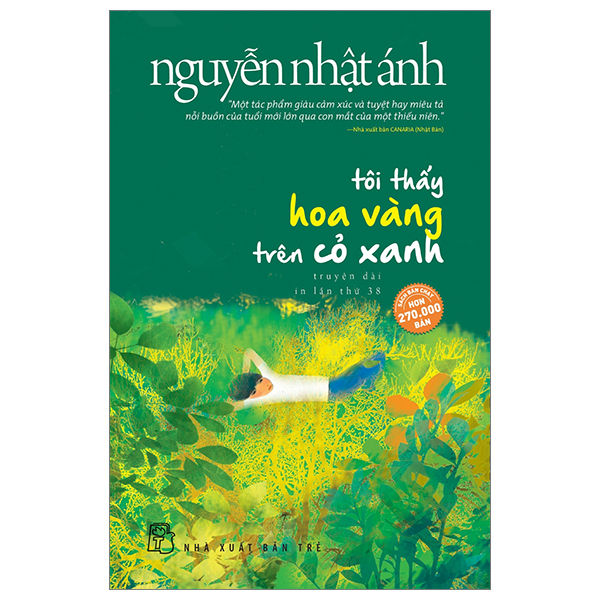 nguyễn nhật ánh
"Một tác phẩm giàu cảm xúc và tuyệt hay miêu tả
nỗi buồn của tuổi mới lớn qua con mắt của một thiếu niên."
—Nhà xuất bản CANARIA (Nhật Bản)
tôi thấy
hoa vàng
trên cỏ xanh
truyện dài
in lần thứ 38
SÁCH BÁN CHẠY
HƠN
270.000
BẢN
NHÀ XUẤT BẢN TRẺ